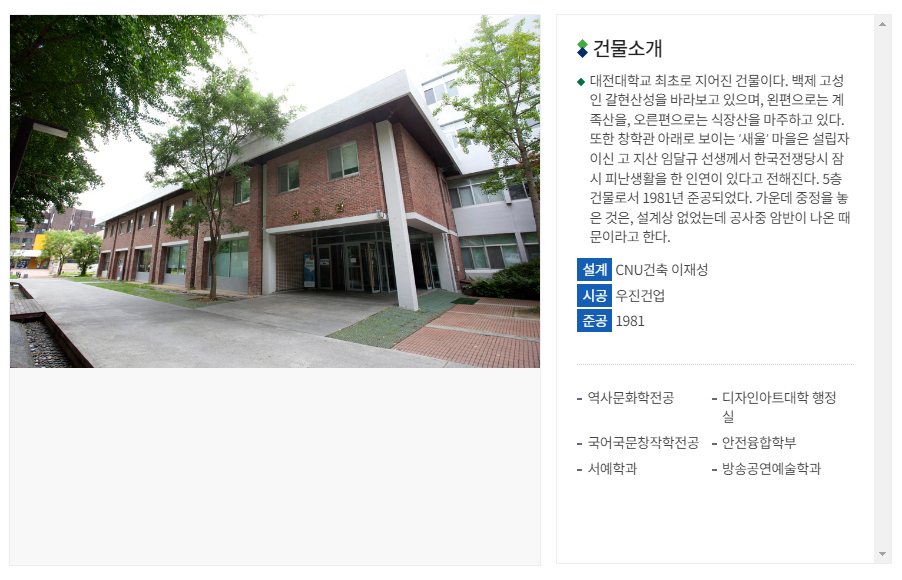 건물소개
대전대학교 최초로 지어진 건물이다. 백제 고성
인 갈현산성을 바라보고 있으며, 왼편으로는 계
족산을, 오른편으로는 식장산을 마주하고 있다.
또한 창학관 아래로 보이는 '새울' 마을은 설립자
이신 고 지산 임달규 선생께서 한국전쟁당시 잠
시 피난생활을 한 인연이 있다고 전해진다. 5층
건물로서 1981년 준공되었다. 가운데 중정을 놓
은 것은, 설계상 없었는데 공사중 암반이 나온 때
문이라고 한다.
설계 CNU건축 이재성
시공 우진건업
준공 1981
- 역사문화학전공
- 디자인아트대학 행정
실
- 국어국문창작학전공
- 안전융합학부
- 서예학과
- 방송공연예술학과